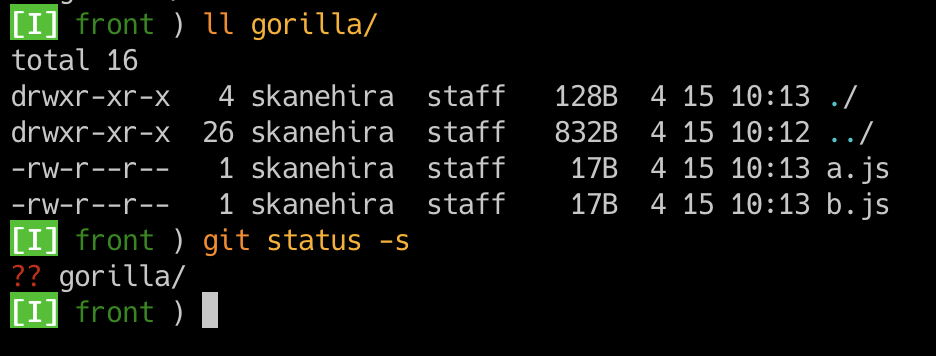 [I] front ) ll gorilla/
total 16
drwxr-xr-x   4 skanehira  staff   128B  4 15 10:13 ./
drwxr-xr-x  26 skanehira  staff   832B  4 15 10:12 ../
-rw-r--r--   1 skanehira  staff    17B  4 15 10:13 a.js
-rw-r--r--   1 skanehira  staff    17B  4 15 10:13 b.js
[I] front ) git status -s
?? gorilla/
[I] front )